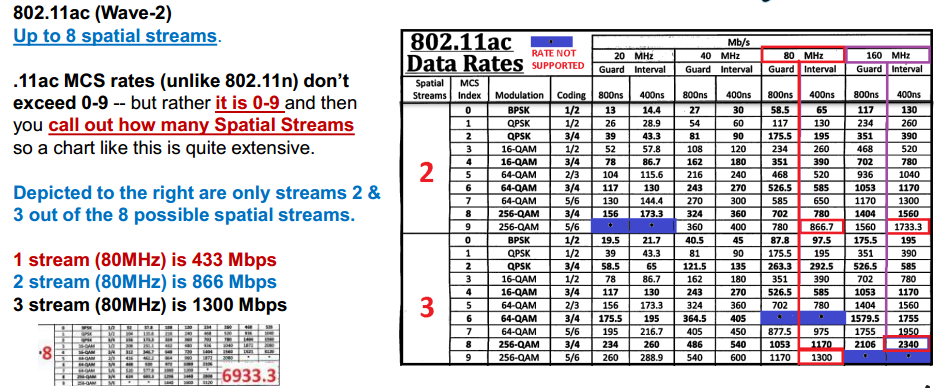 802.11ac (Wave-2)
Up to 8 spatial streams.
.11ac MCS rates (unlike 802.11n) don't
exceed 0-9 -- but rather it is 0-9 and then
you call out how many Spatial Streams
so a chart like this is quite extensive.
Depicted to the right are only streams 2 &
3 out of the 8 possible spatial streams.
1 stream (80MHz) is 433 Mbps
2 stream (80MHz) is 866 Mbps
3 stream (80MHz) is 1300 Mbps
8
6933.3
802.11ac
Data Rates
*
RATE NOT
SUPPORTED
Mb/s
20 MHz 40 MHz 80 MHz 160 MHz
Guard Interval Guard Interval Guard Interval Guard Interval
Spatial MCS
Streams Index Modulation Coding 800ns 400ns 800ns 400ns 800ns 400ns 800ns 400ns
2
0 BPSK 1/2 13 14.4 27 30 58.5 65 117 130
1 QPSK 1/2 26 28.9 54 60 117 130 234 260
2 QPSK 3/4 39 43.3 81 90 175.5 195 351 390
3 16-QAM 1/2 52 57.8 108 120 234 260 468 520
4 16-QAM 3/4 78 86.7 162 180 351 390 702 780
5 64-QAM 2/3 104 115.6 216 240 468 520 936 1040
6 64-QAM 3/4 117 130 243 270 526.5 585 1053 1170
7 64-QAM 5/6 130 144.4 270 300 585 650 1170 1300
8 256-QAM 3/4 156 173.3 324 360 702 780 1404 1560
9 256-QAM 5/6 * * 360 400 780 866.7 1560 1733.3
3
0 BPSK 1/2 19.5 21.7 40.5 45 87.8 97.5 175.5 195
1 QPSK 1/2 39 43.3 81 90 175.5 195 351 390
2 QPSK 3/4 58.5 65 121.5 135 263.3 292.5 526.5 585
3 16-QAM 1/2 78 86.7 162 180 351 390 702 780
4 16-QAM 3/4 117 130 243 270 526.5 585 1053 1170
5 64-QAM 2/3 156 173.3 324 360 702 780 1404 1560
6 64-QAM 3/4 175.5 195 364.5 405 * * 1579.5 1755
7 64-QAM 5/6 195 216.7 405 450 877.5 975 1755 1950
8 256-QAM 3/4 234 260 486 540 1053 1170 2106 2340
9 256-QAM 5/6 260 288.9 540 600 1170 1300 * *